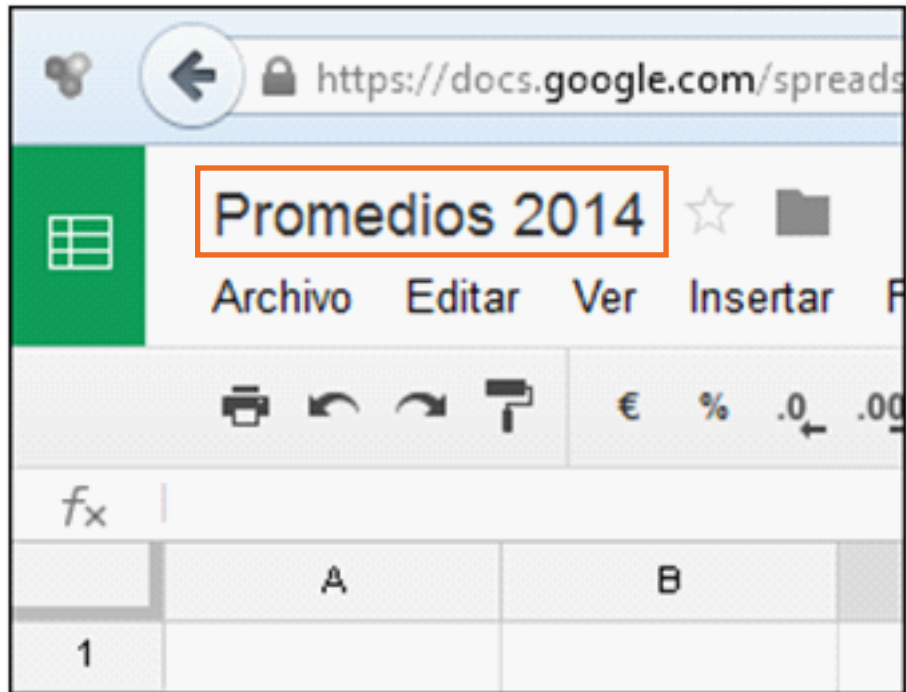 https://docs.google.com/spreads
Promedios 2014
Archivo Editar Ver Insertar F
€ % .0 .00
fx
A B
1